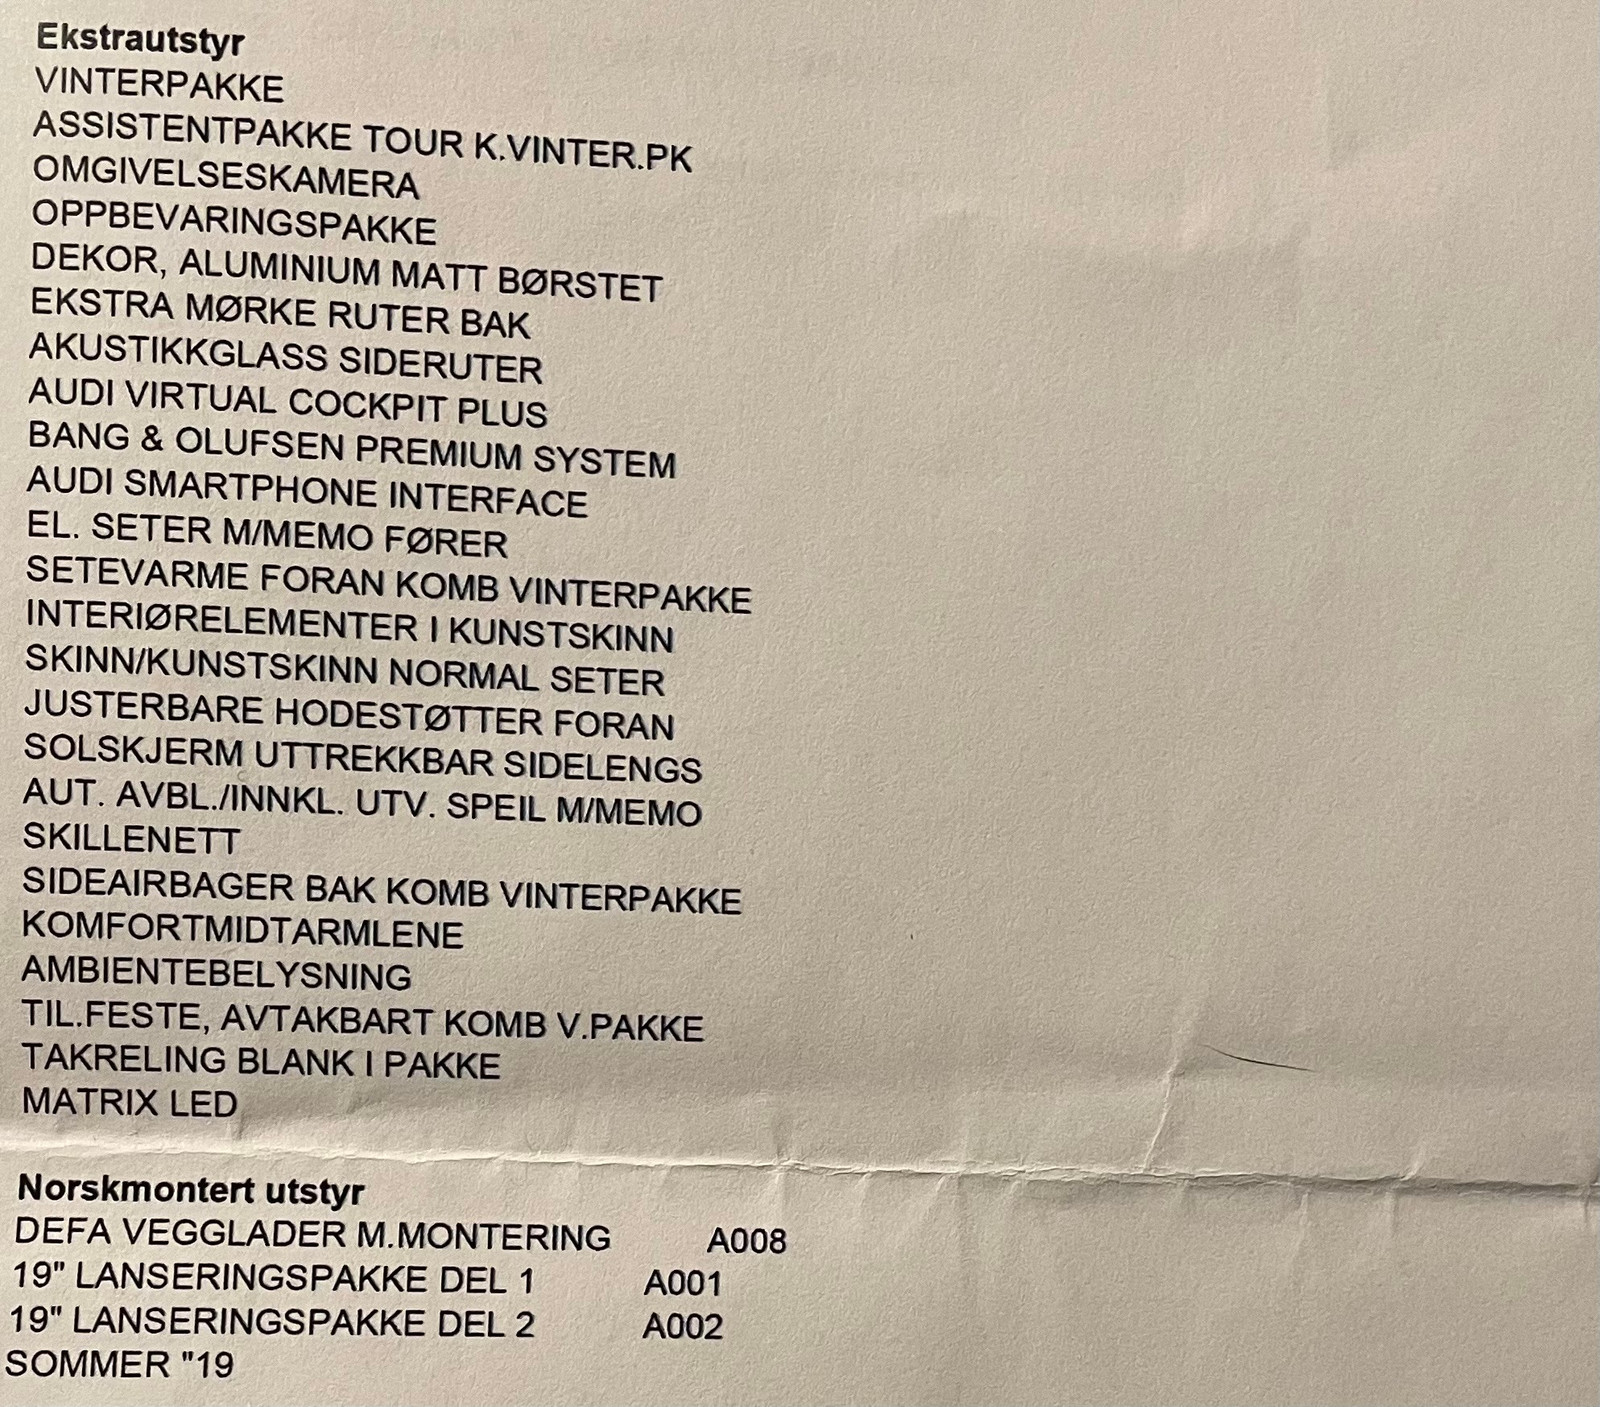 Ekstrautstyr
VINTERPAKKE
ASSISTENTPAKKE TOUR K.VINTER.PK
OMGIVELSESKAMERA
OPPBEVARINGSPAKKE
DEKOR, ALUMINIUM MATT BØRSTET
EKSTRA MØRKE RUTER BAK
AKUSTIKKGLASS SIDERUTER
AUDI VIRTUAL COCKPIT PLUS
BANG & OLUFSEN PREMIUM SYSTEM
AUDI SMARTPHONE INTERFACE
EL. SETER M/MEMO FØRER
SETEVARME FORAN KOMB VINTERPAKKE
INTERIØRELEMENTER I KUNSTSKINN
SKINN/KUNSTSKINN NORMAL SETER
JUSTERBARE HODESTØTTER FORAN
SOLSKJERM UTTREKKBAR SIDELENGS
AUT. AVBL./INNKL. UTV. SPEIL M/MEMO
SKILLENETT
SIDEAIRBAGER BAK KOMB VINTERPAKKE
KOMFORTMIDTARMLENE
AMBIENTEBELYSNING
TIL.FESTE, AVTAKBART KOMB V.PAKKE
TAKRELING BLANK I PAKKE
MATRIX LED
Norskmontert utstyr
DEFA VEGGLADER M.MONTERING A008
19" LANSERINGSPAKKE DEL 1 A001
19" LANSERINGSPAKKE DEL 2 A002
SOMMER "19